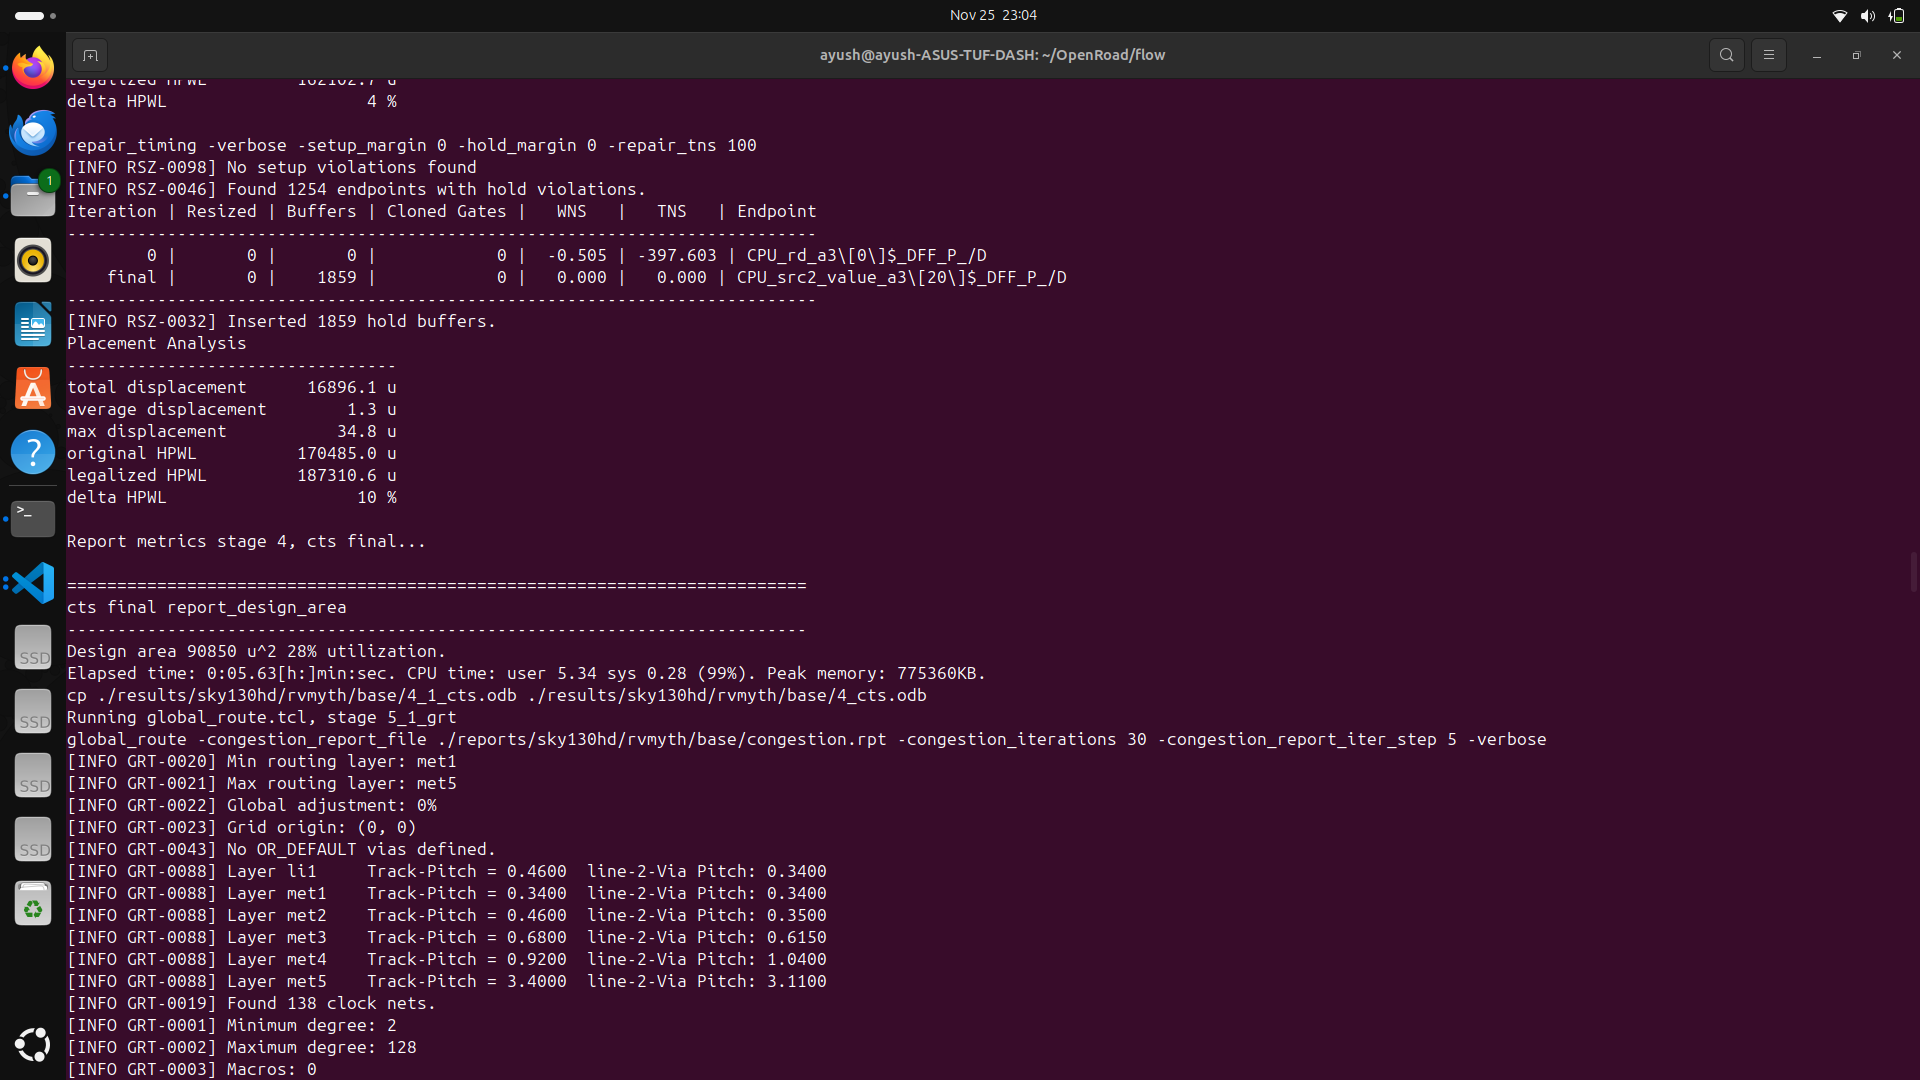 Nov 25 23:04
ayush@ayush-ASUS-TUF-DASH: ~/OpenRoad/flow
legalized HPWL          182102.7 u
delta HPWL                    4 %
repair_timing -verbose -setup_margin 0 -hold_margin 0 -repair_tns 100
[INFO RSZ-0098] No setup violations found
[INFO RSZ-0046] Found 1254 endpoints with hold violations.
Iteration | Resized | Buffers | Cloned Gates |   WNS   |   TNS   | Endpoint
---------------------------------------------------------------------------
        0 |       0 |       0 |            0 |  -0.505 | -397.603 | CPU_rd_a3\[0\]$_DFF_P_/D
    final |       0 |    1859 |            0 |   0.000 |   0.000 | CPU_src2_value_a3\[20\]$_DFF_P_/D
---------------------------------------------------------------------------
[INFO RSZ-0032] Inserted 1859 hold buffers.
Placement Analysis
---------------------------------
total displacement      16896.1 u
average displacement        1.3 u
max displacement           34.8 u
original HPWL          170485.0 u
legalized HPWL         187310.6 u
delta HPWL                   10 %
Report metrics stage 4, cts final...
==========================================================================
cts final report_design_area
--------------------------------------------------------------------------
Design area 90850 u^2 28% utilization.
Elapsed time: 0:05.63[h:]min:sec. CPU time: user 5.34 sys 0.28 (99%). Peak memory: 775360KB.
cp ./results/sky130hd/rvmyth/base/4_1_cts.odb ./results/sky130hd/rvmyth/base/4_cts.odb
Running global_route.tcl, stage 5_1_grt
global_route -congestion_report_file ./reports/sky130hd/rvmyth/base/congestion.rpt -congestion_iterations 30 -congestion_report_iter_step 5 -verbose
[INFO GRT-0020] Min routing layer: met1
[INFO GRT-0021] Max routing layer: met5
[INFO GRT-0022] Global adjustment: 0%
[INFO GRT-0023] Grid origin: (0, 0)
[INFO GRT-0043] No OR_DEFAULT vias defined.
[INFO GRT-0088] Layer li1     Track-Pitch = 0.4600  line-2-Via Pitch: 0.3400
[INFO GRT-0088] Layer met1    Track-Pitch = 0.3400  line-2-Via Pitch: 0.3400
[INFO GRT-0088] Layer met2    Track-Pitch = 0.4600  line-2-Via Pitch: 0.3500
[INFO GRT-0088] Layer met3    Track-Pitch = 0.6800  line-2-Via Pitch: 0.6150
[INFO GRT-0088] Layer met4    Track-Pitch = 0.9200  line-2-Via Pitch: 1.0400
[INFO GRT-0088] Layer met5    Track-Pitch = 3.4000  line-2-Via Pitch: 3.1100
[INFO GRT-0019] Found 138 clock nets.
[INFO GRT-0001] Minimum degree: 2
[INFO GRT-0002] Maximum degree: 128
[INFO GRT-0003] Macros: 0
1
?
>_
SSD
SSD
SSD
SSD